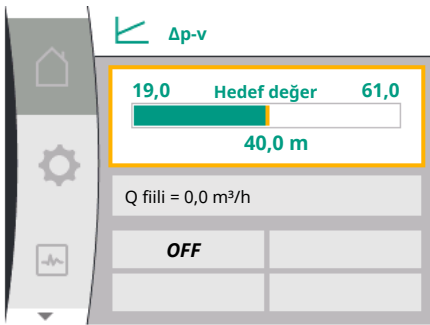 Δp-v
19,0 Hedef değer 61,0
40,0 m
Q fiili = 0,0 m³/h
OFF